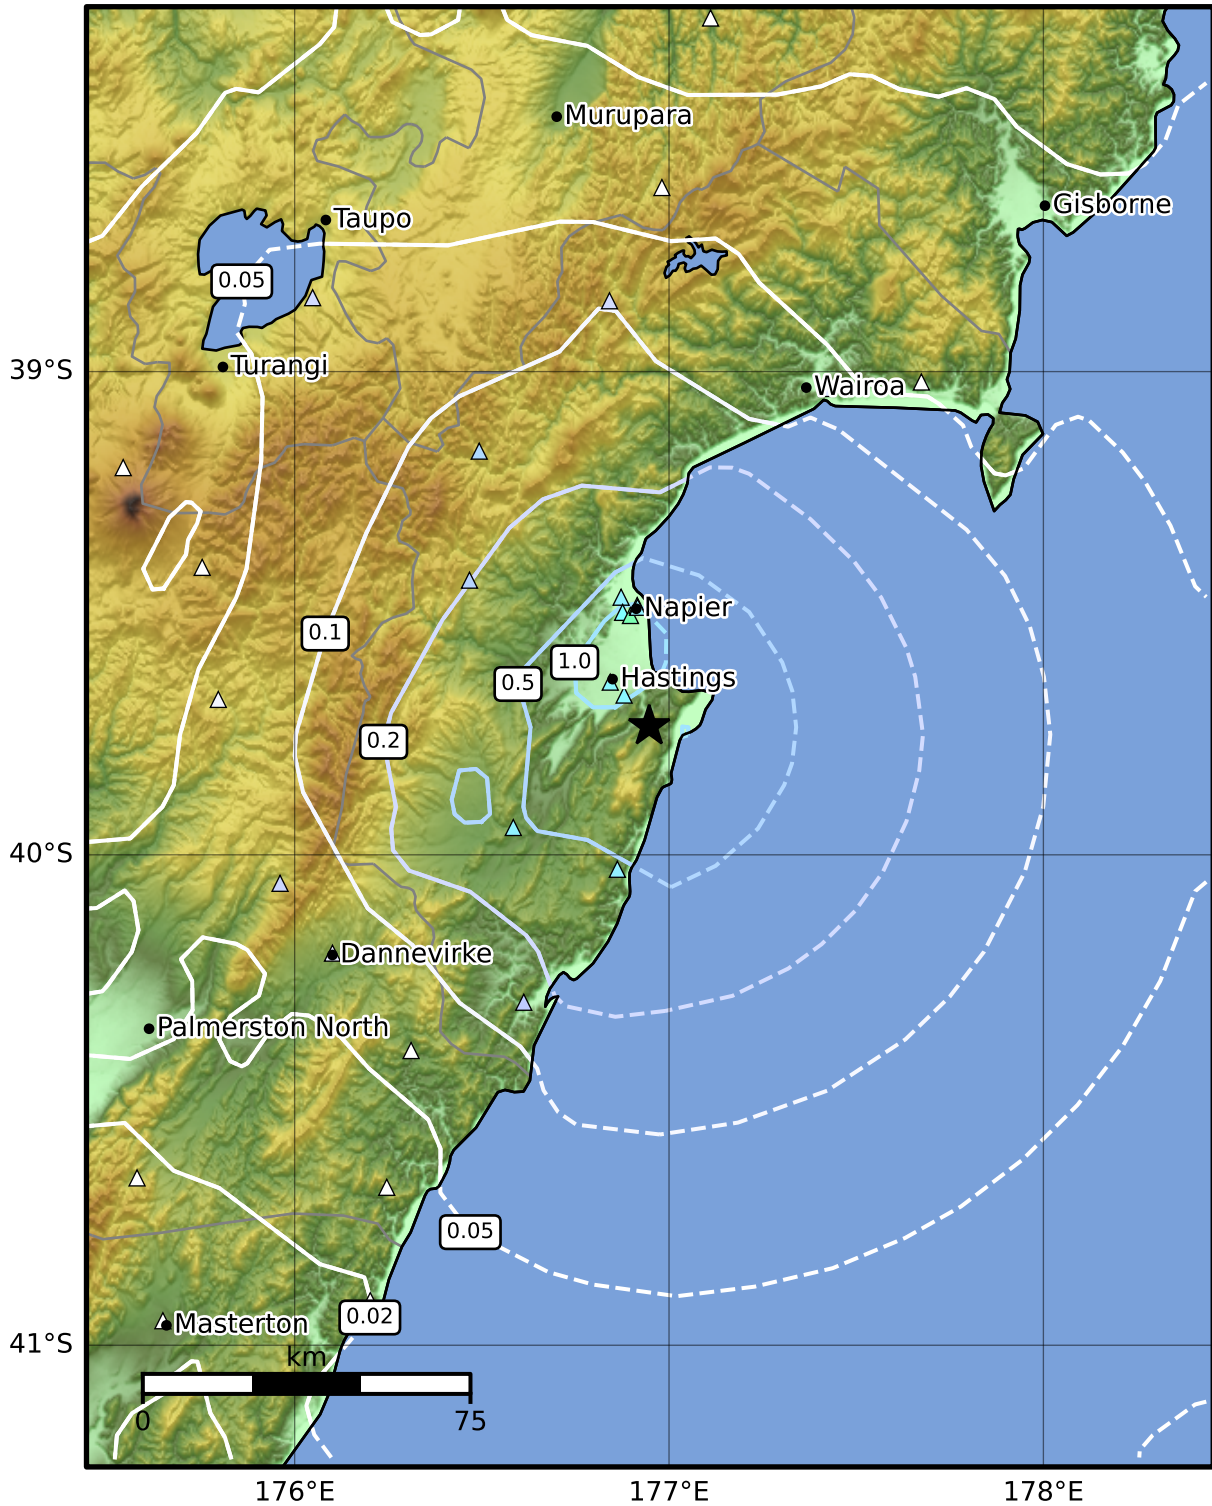 Murupara
Gisborne
Taupo
0.05
Turangi
39°S
Wairoa
Napier
0.1
1.0
Hastings
0.5
0.2
40°S
Dannevirke
Palmerston North
0.05
0.02
Masterton
41°S
km
0
75
176°E
177°E
178°E